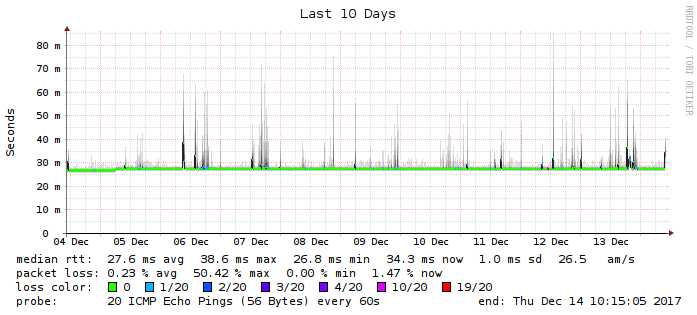 Last 10 Days
RRDTOOL / TOBI OETIKER
Seconds
80 m
70 m
60 m
50 m
40 m
30 m
20 m
10 m
0
04 Dec 05 Dec 06 Dec 07 Dec 08 Dec 09 Dec 10 Dec 11 Dec 12 Dec 13 Dec
median rtt: 27.6 ms avg 38.6 ms max 26.8 ms min 34.3 ms now 1.0 ms sd 26.5 am/s
packet loss: 0.23 % avg 50.42 % max 0.00 % min 1.47 % now
loss color: 0 1/20 2/20 3/20 4/20 10/20 19/20
probe: 20 ICMP Echo Pings (56 Bytes) every 60s end: Thu Dec 14 10:15:05 2017